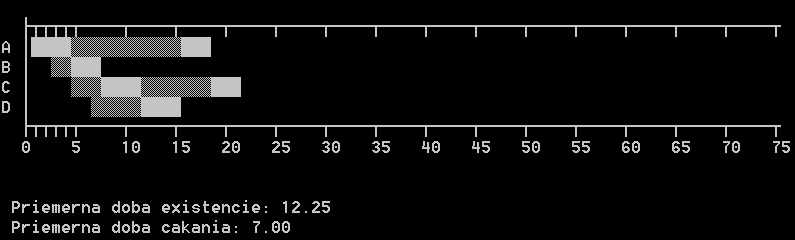 A
B
C
D
0 5 10 15 20 25 30 35 40 45 50 55 60 65 70 75
Priemerna doba existencie: 12.25
Priemerna doba cakania: 7.00